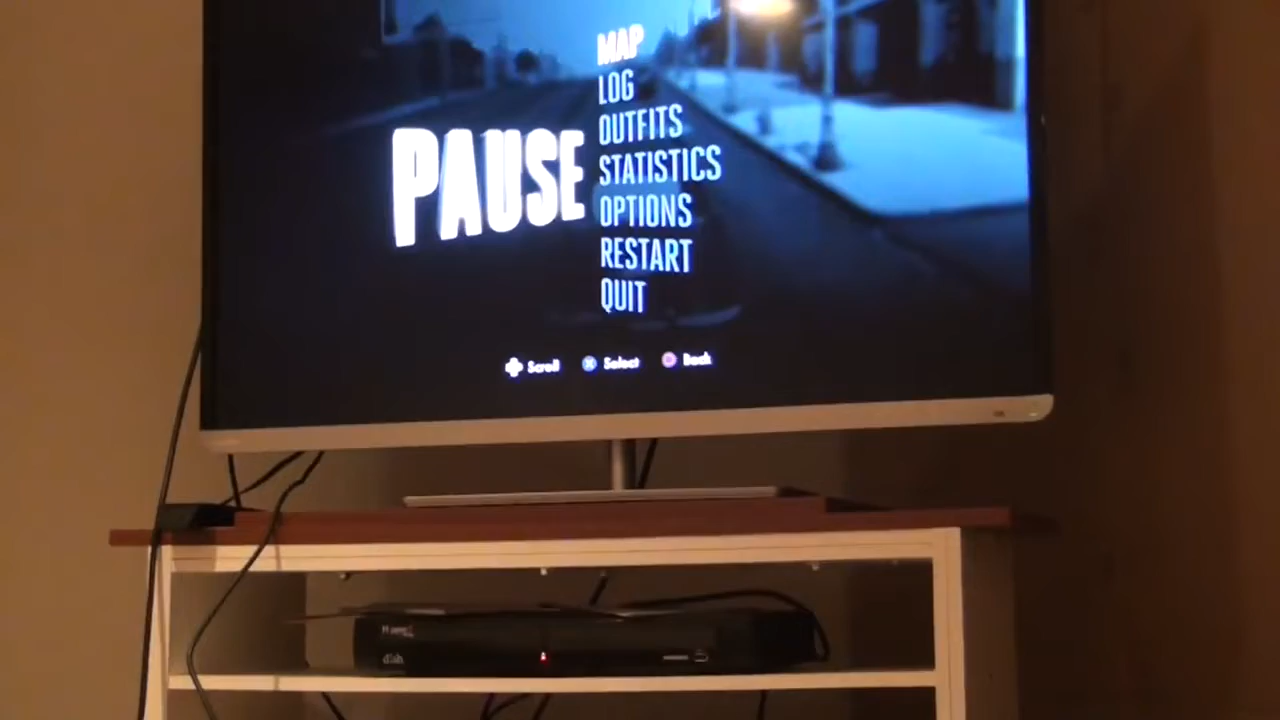 MAP
LOG
OUTFITS
STATISTICS
OPTIONS
RESTART
QUIT
PAUSE
Scroll Select Back
dish